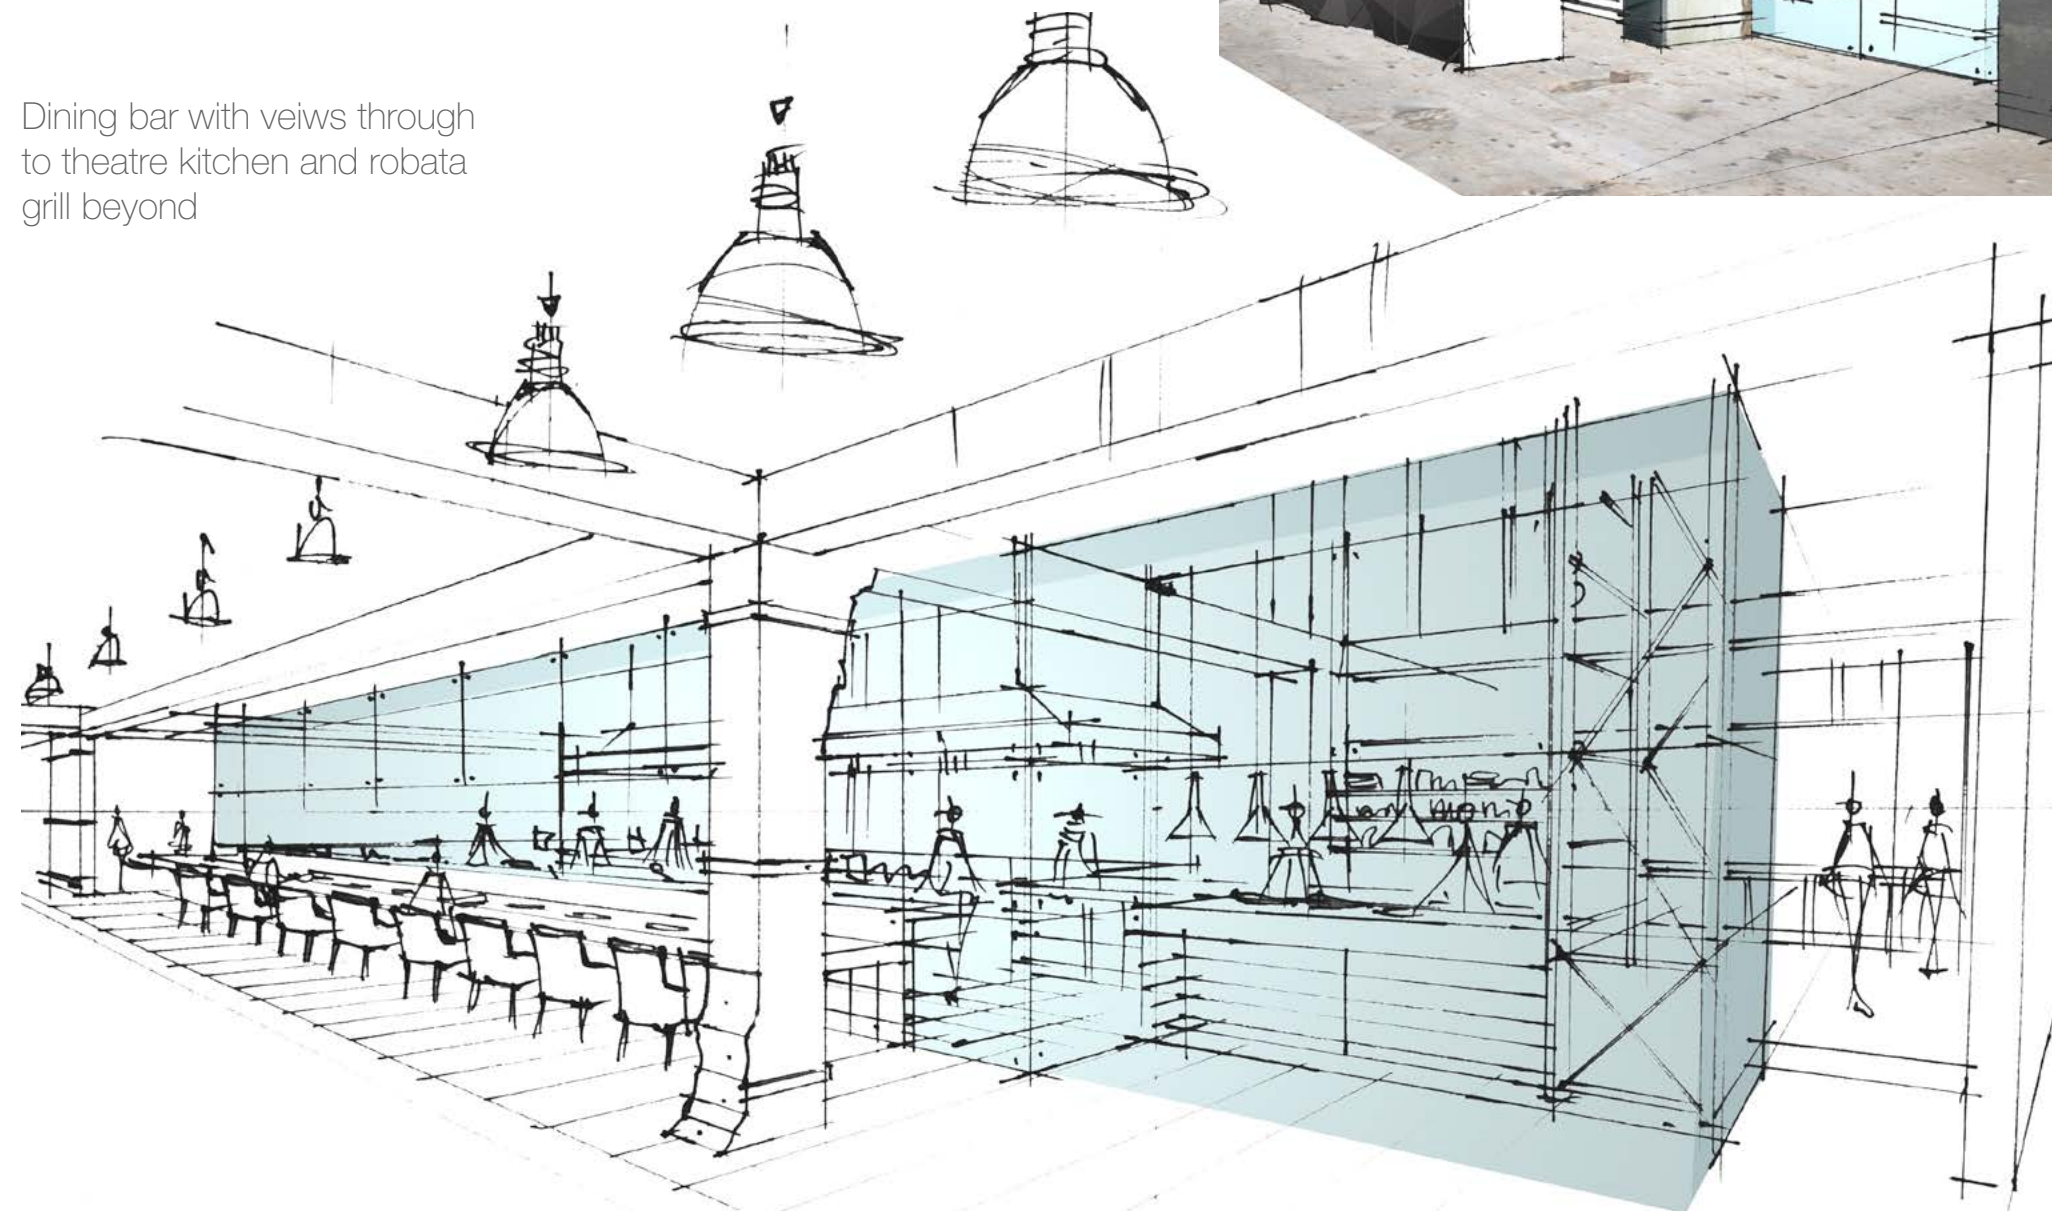 Dining bar with veiws through
to theatre kitchen and robata
grill beyond